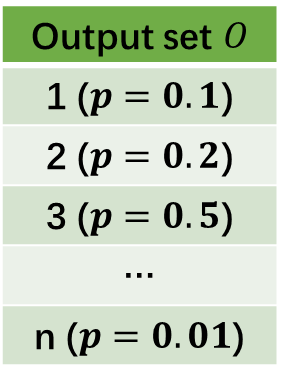 Output set O
1 (p = 0.1)
2 (p = 0.2)
3 (p = 0.5)
...
n (p = 0.01)